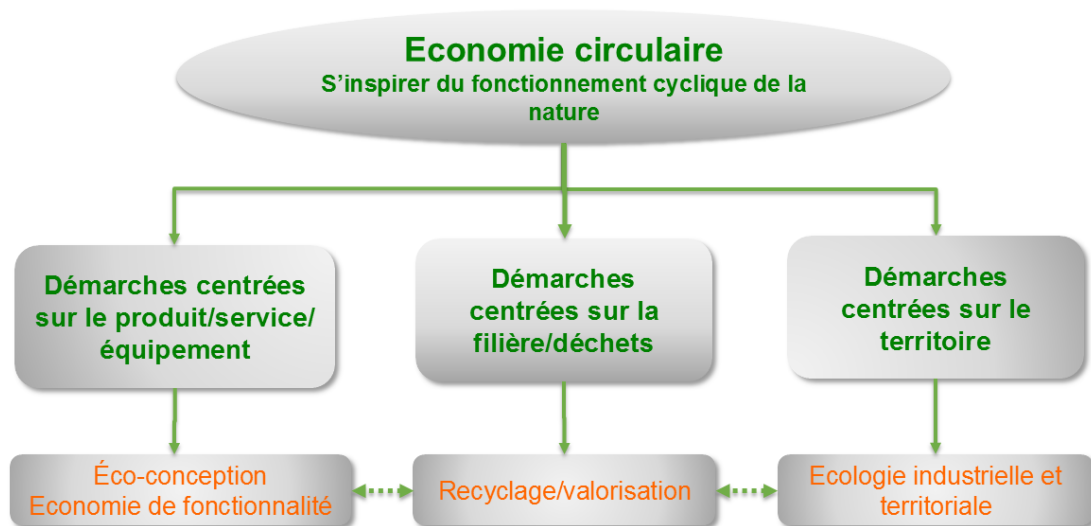 Economie circulaire
S’inspirer du fonctionnement cyclique de la
nature
Démarches centrées
sur le produit/service/
équipement
Démarches
centrées sur la
filière/déchets
Démarches
centrées sur le
territoire
Éco-conception
Economie de fonctionnalité
Recyclage/valorisation
Ecologie industrielle et
territoriale